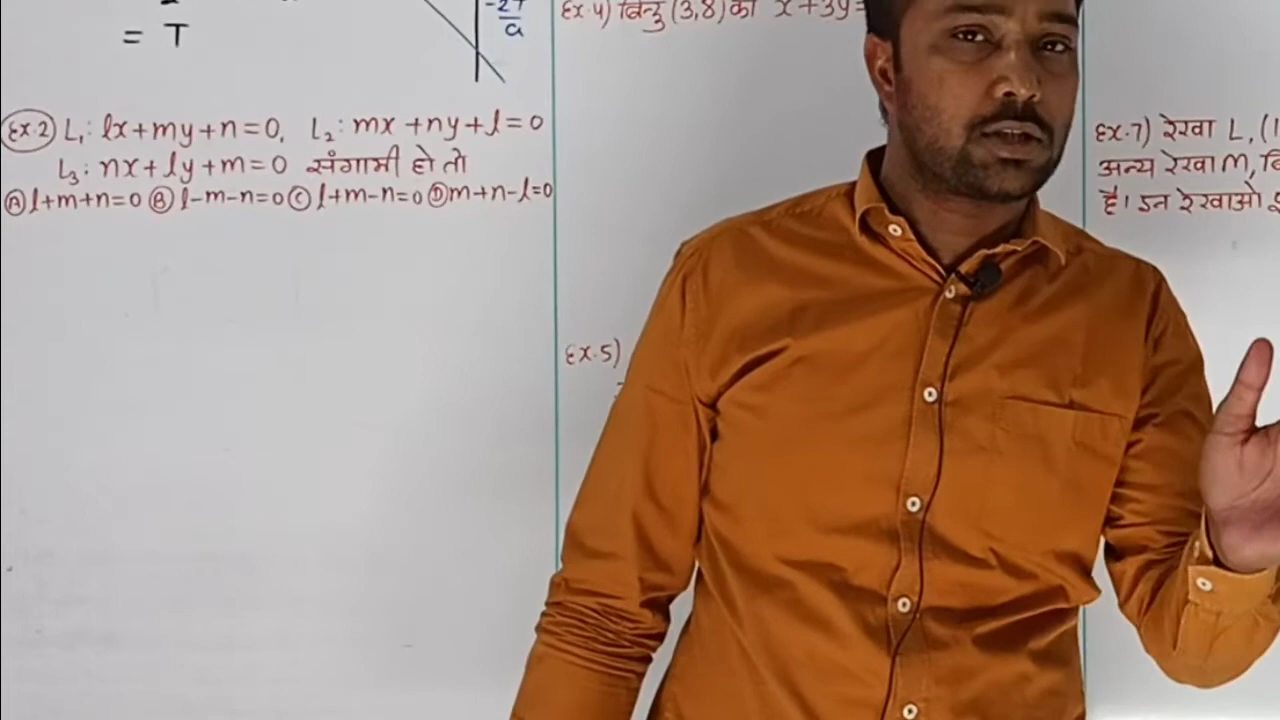 = T
-2T
a
Ex.2 L₁: lx+my+n=0, L₂: mx+ny+l=0
L₃: nx+ly+m=0 संगामी हो तो
Ⓐ l+m+n=0 Ⓑ l-m-n=0 Ⓒ l+m-n=0 Ⓓ m+n-l=0
Ex.4) बिन्दु (3,8) का x+3y=
Ex.5)
Ex.7) रेखा L, (1
अन्य रेखा M,
है। इन रेखाओ